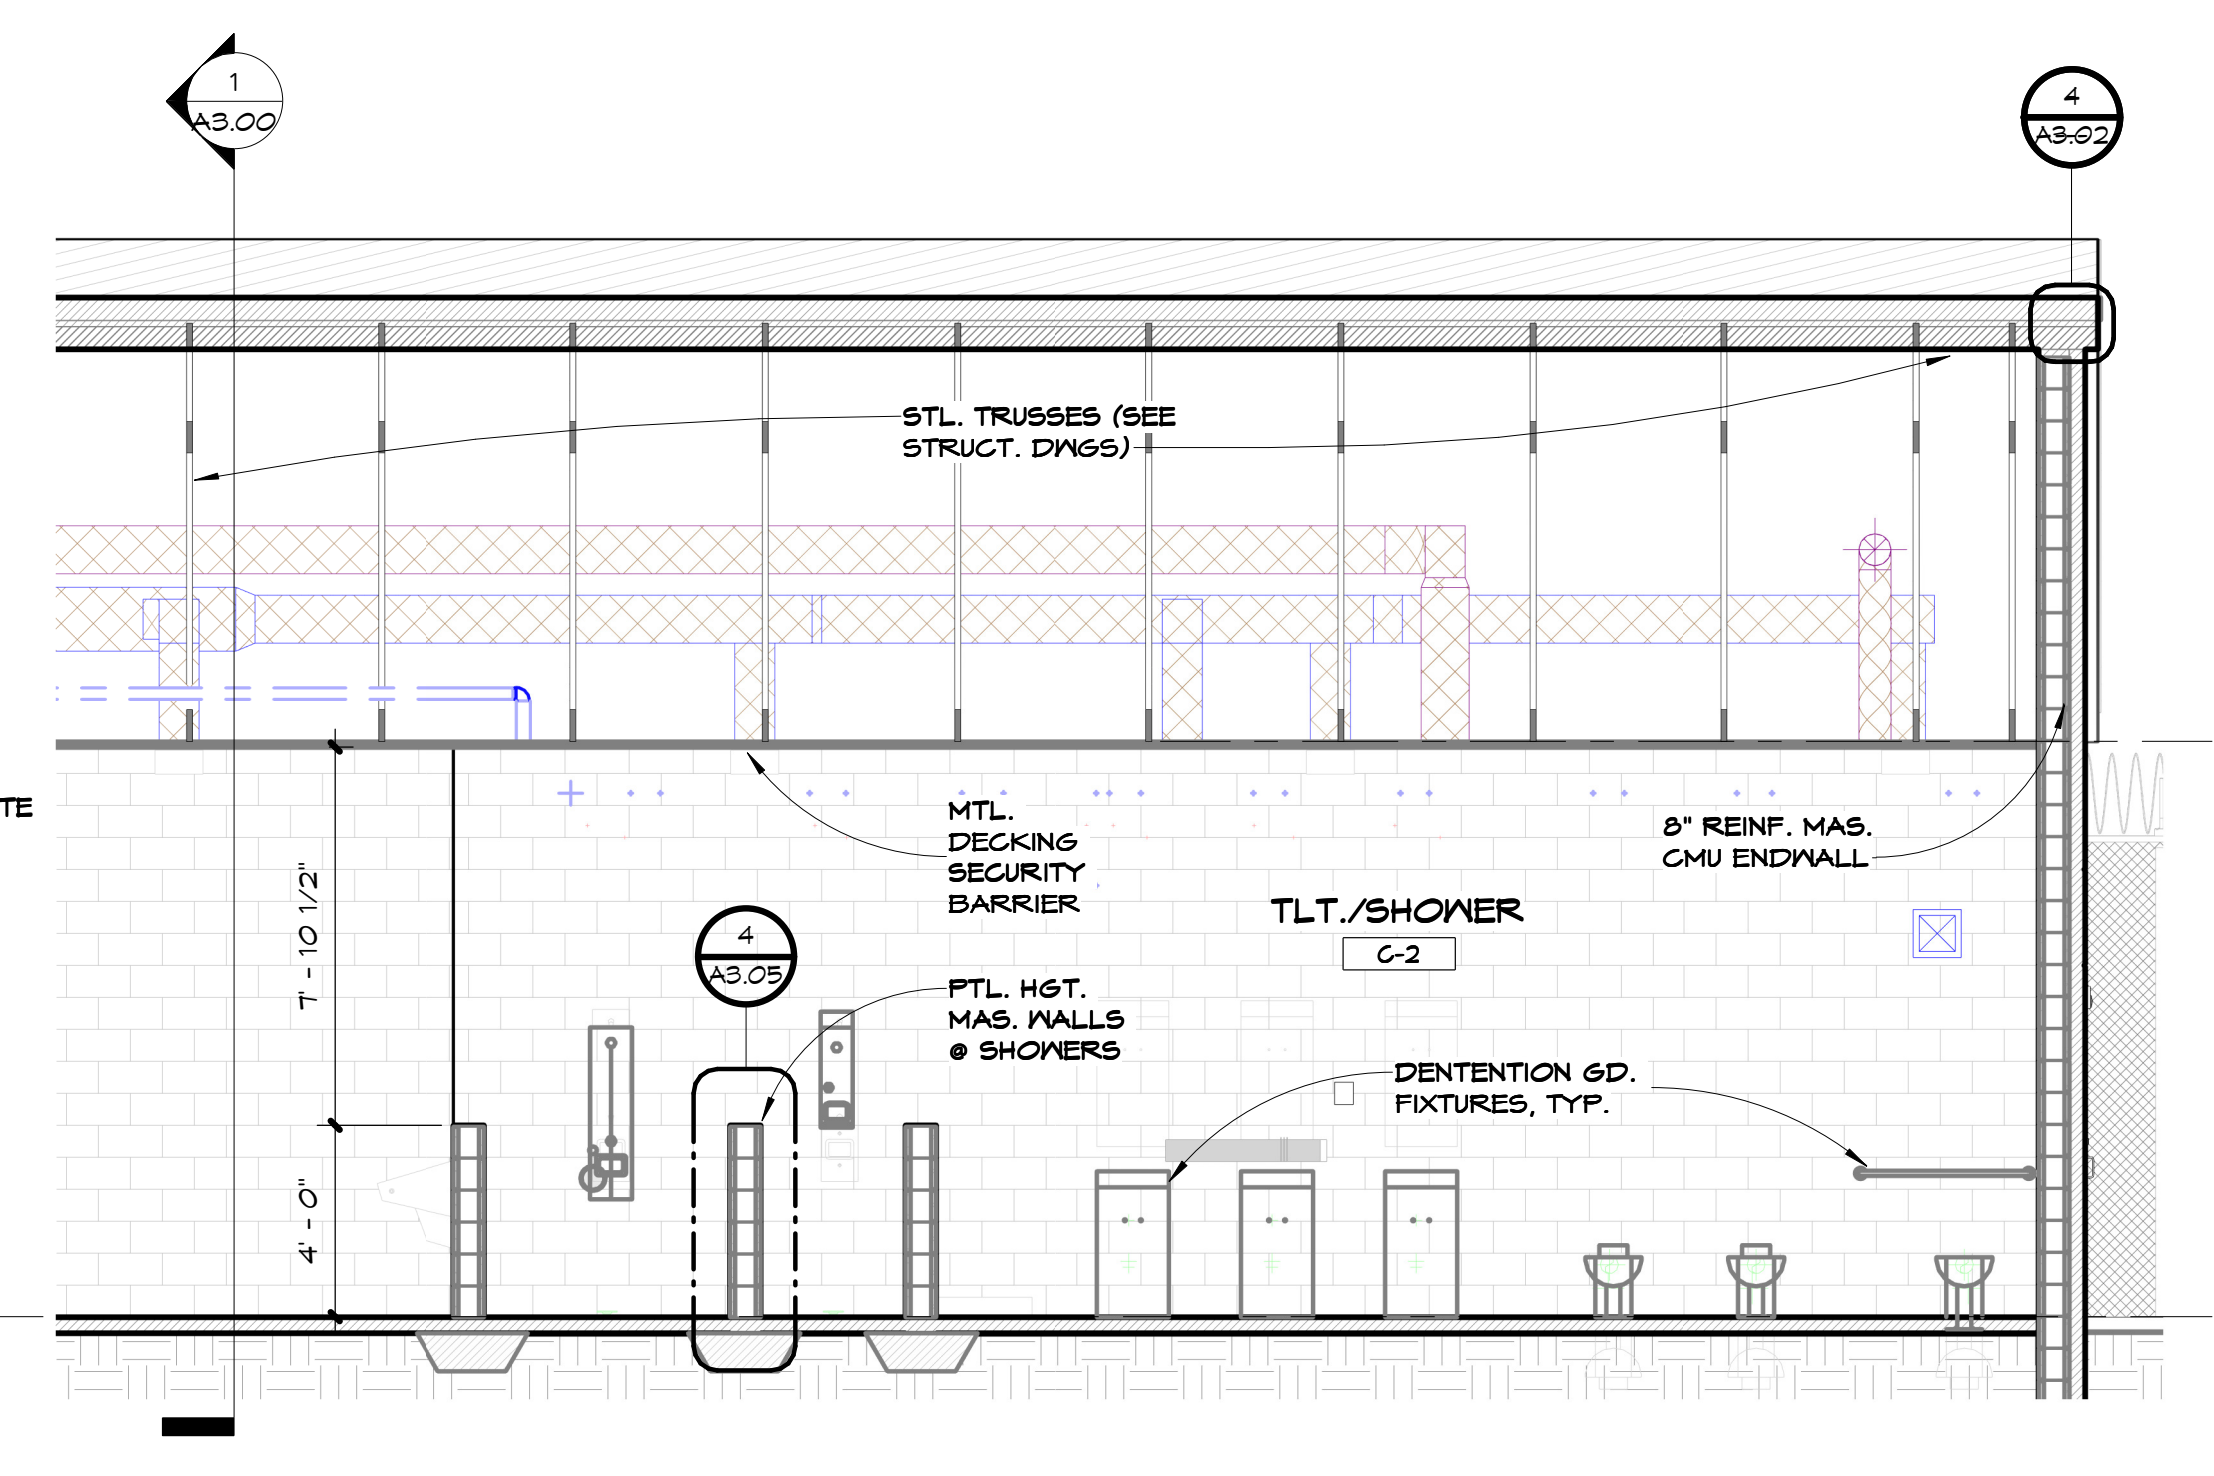 1
A3.00
4
A3.02
STL. TRUSSES (SEE
STRUCT. DWGS)
TE
MTL.
DECKING
SECURITY
BARRIER
8" REINF. MAS.
CMU ENDWALL
7' - 10 1/2"
TLT./SHOWER
C-2
4
A3.05
PTL. HGT.
MAS. WALLS
@ SHOWERS
DENTENTION GD.
FIXTURES, TYP.
4' - 0"